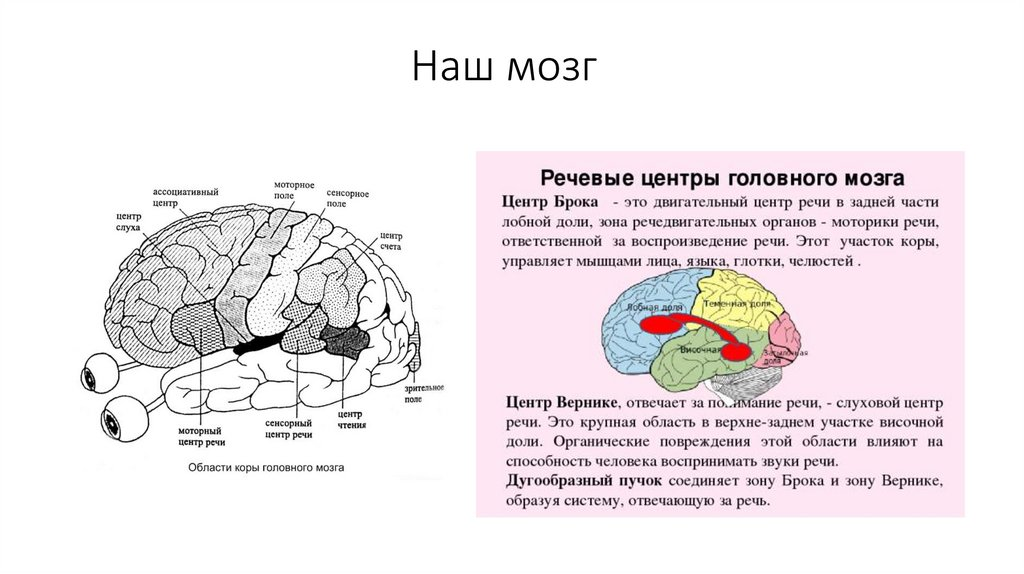 Наш мозг
ассоциативный
центр
моторное
поле
сенсорное
поле
центр
слуха
центр
счета
зрительное
поле
моторный
центр речи
сенсорный
центр речи
центр
чтения
Области коры головного мозга
Речевые центры головного мозга
Центр Брока - это двигательный центр речи в задней части
лобной доли, зона речедвигательных органов - моторики речи,
ответственной за воспроизведение речи. Этот участок коры,
управляет мышцами лица, языка, глотки, челюстей .
Лобная доля
Теменная доля
Височная
Затылочная
доля
Центр Вернике, отвечает за понимание речи, - слуховой центр
речи. Это крупная область в верхне-заднем участке височной
доли. Органические повреждения этой области влияют на
способность человека воспринимать звуки речи.
Дугообразный пучок соединяет зону Брока и зону Вернике,
образуя систему, отвечающую за речь.